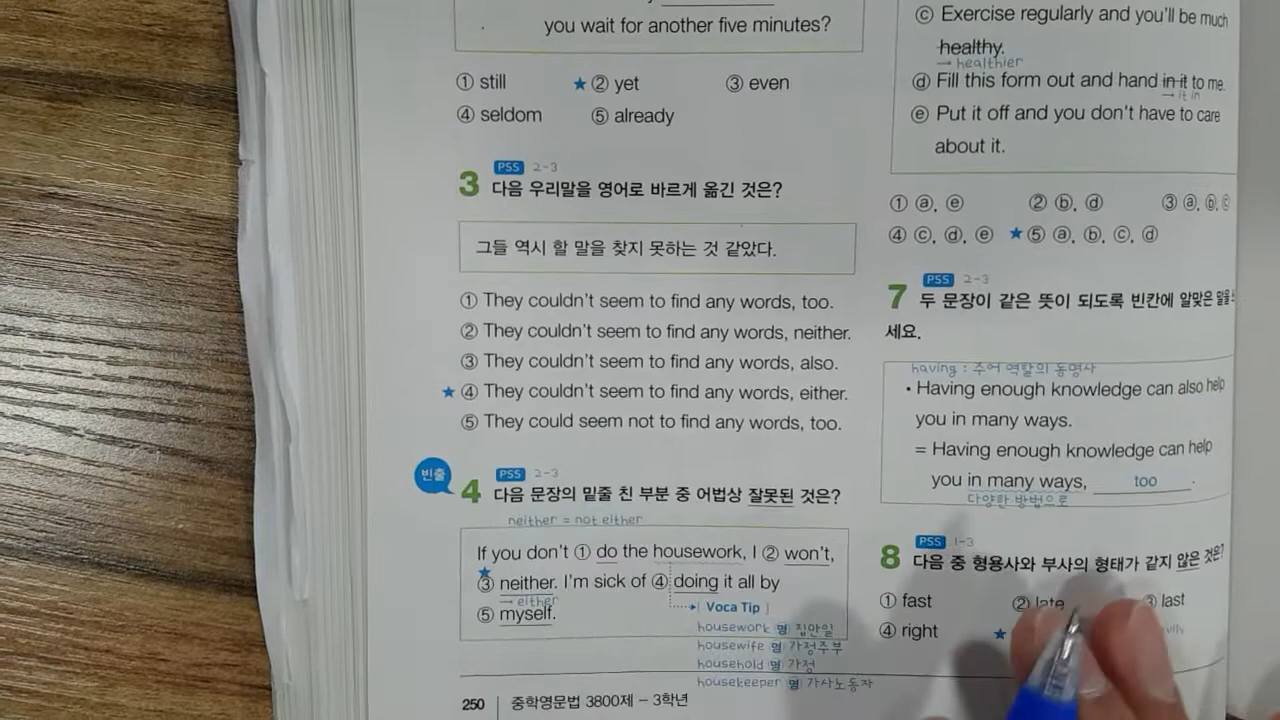 you wait for another five minutes?
① still ★② yet ③ even
④ seldom ⑤ already
PSS 2-3
3 다음 우리말을 영어로 바르게 옮긴 것은?
그들 역시 할 말을 찾지 못하는 것 같았다.
① They couldn't seem to find any words, too.
② They couldn't seem to find any words, neither.
③ They couldn't seem to find any words, also.
★④ They couldn't seem to find any words, either.
⑤ They could seem not to find any words, too.
빈출
PSS 2-3
4 다음 문장의 밑줄 친 부분 중 어법상 잘못된 것은?
neither = not either
If you don't ① do the housework, I ② won't,
★
③ neither. I'm sick of ④ doing it all by
→ either
⑤ myself.
Voca Tip
housework 명 집안일
housewife 명 가정주부
household 명 가정
housekeeper 명 가사노동자
250 중학영문법 3800제 – 3학년
ⓒ Exercise regularly and you'll be much
healthy.
→ healthier
ⓓ Fill this form out and hand in it to me.
→ it in
ⓔ Put it off and you don't have to care
about it.
① ⓐ, ⓔ ② ⓑ, ⓓ ③ ⓐ, ⓑ, ⓒ
④ ⓒ, ⓓ, ⓔ ★⑤ ⓐ, ⓑ, ⓒ, ⓓ
PSS 2-3
7 두 문장이 같은 뜻이 되도록 빈칸에 알맞은 말을
세요.
having : 주어 역할의 동명사
• Having enough knowledge can also help
you in many ways.
= Having enough knowledge can help
you in many ways, too.
다양한 방법으로
PSS 1-3
8 다음 중 형용사와 부사의 형태가 같지 않은 것은?
① fast ② late ③ last
④ right ★